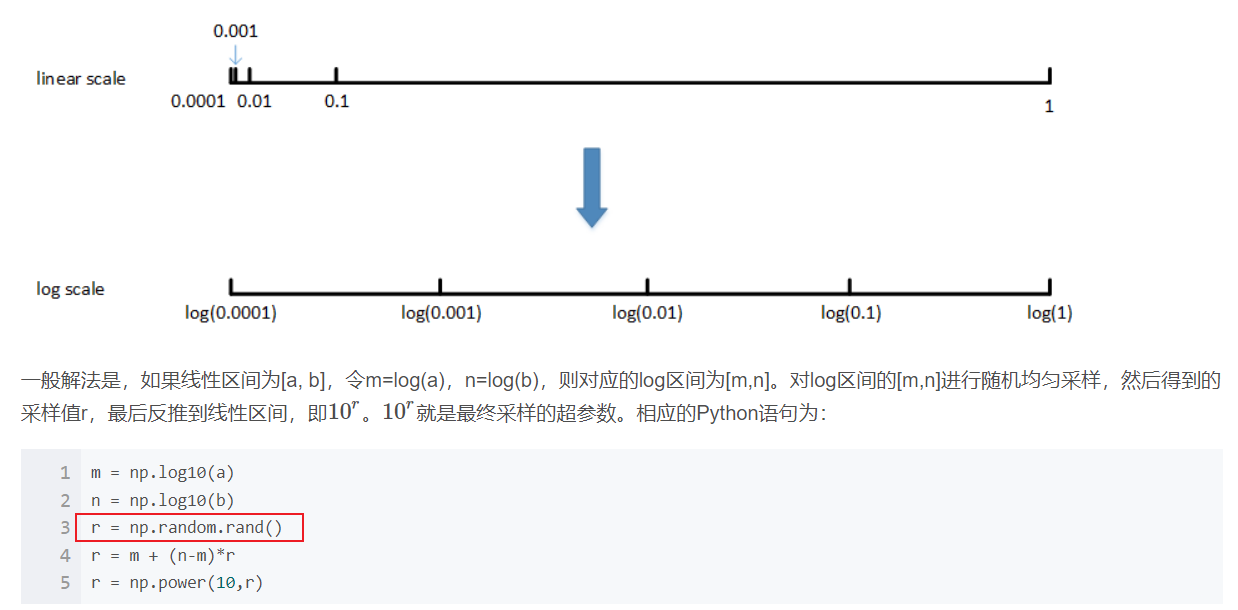 0.001
linear scale
0.0001 0.01 0.1 1
log scale
log(0.0001) log(0.001) log(0.01) log(0.1) log(1)
一般解法是，如果线性区间为[a, b]，令m=log(a)，n=log(b)，则对应的log区间为[m,n]。对log区间的[m,n]进行随机均匀采样，然后得到的
采样值r，最后反推到线性区间，即10^r。10^r就是最终采样的超参数。相应的Python语句为：
1 m = np.log10(a)
2 n = np.log10(b)
3 r = np.random.rand()
4 r = m + (n-m)*r
5 r = np.power(10,r)